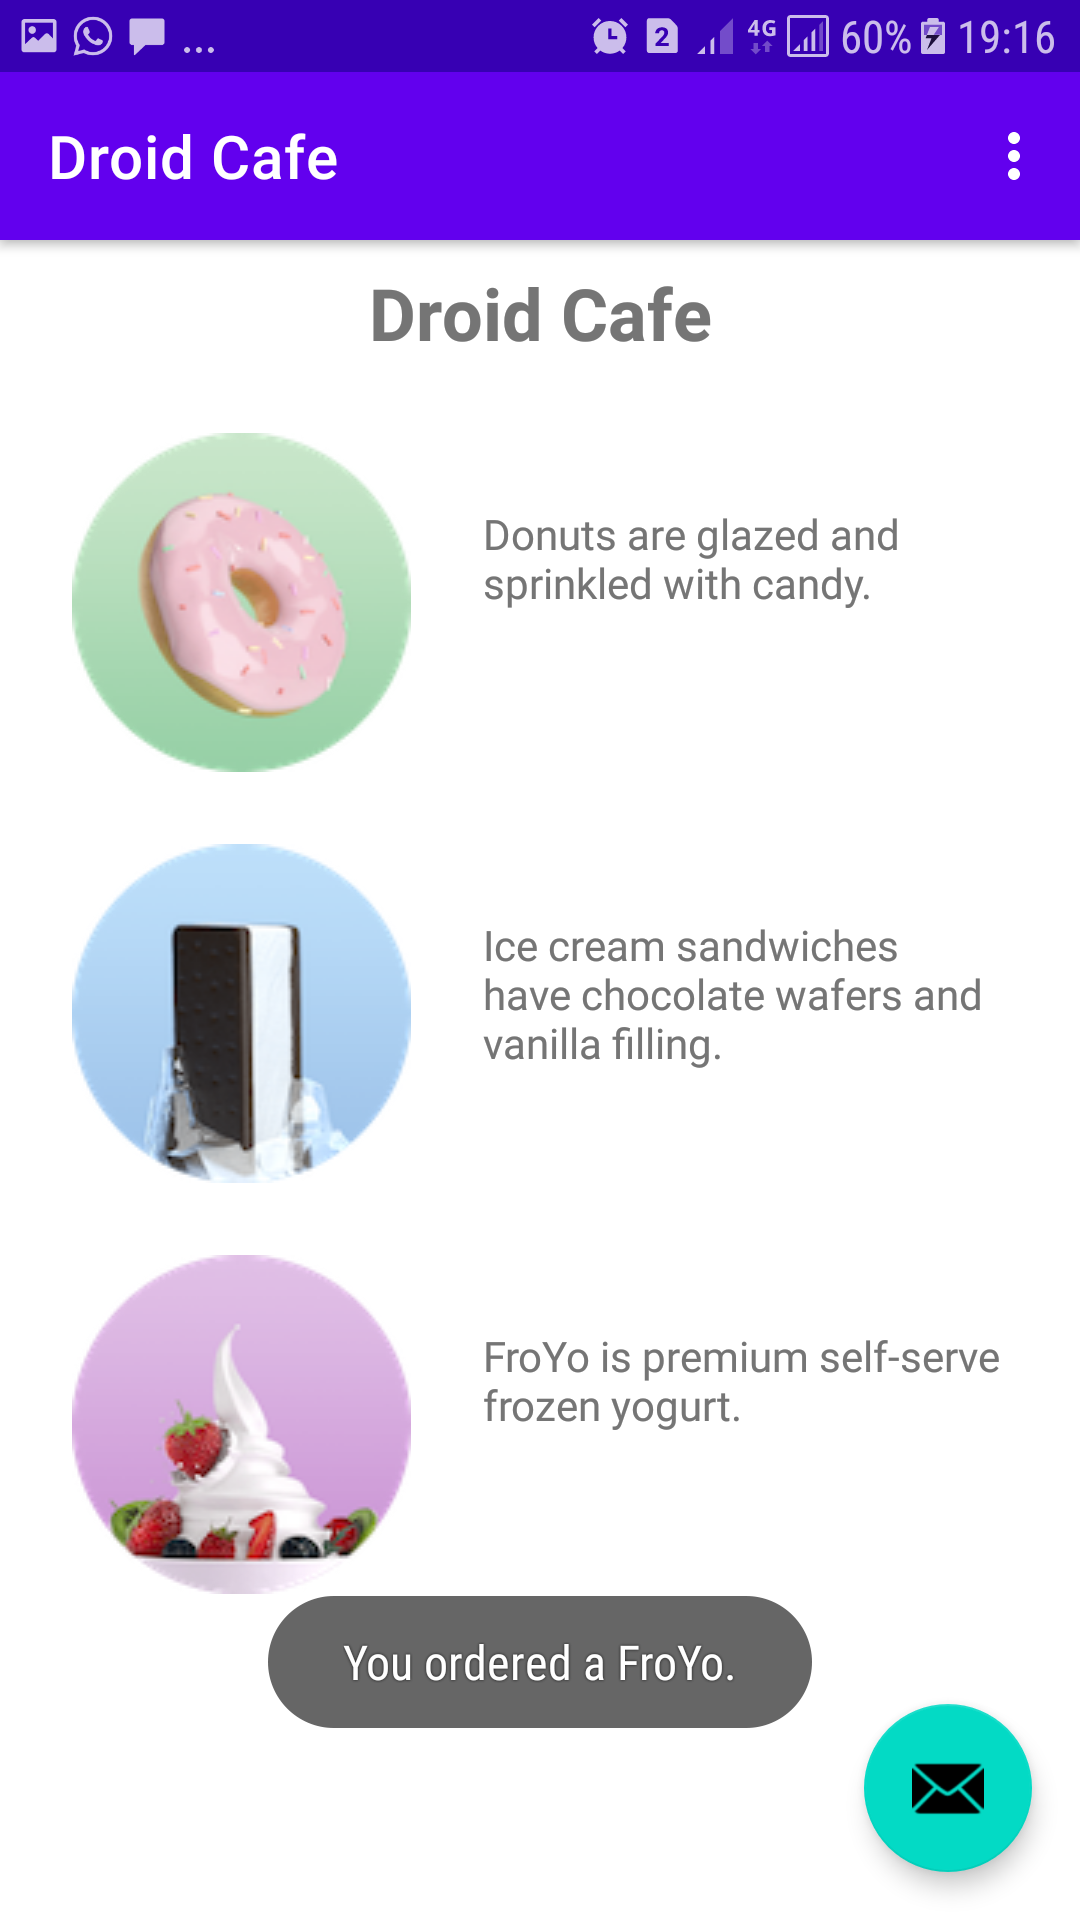 ... 2 4G 60% 19:16
Droid Cafe
Droid Cafe
Donuts are glazed and
sprinkled with candy.
Ice cream sandwiches
have chocolate wafers and
vanilla filling.
FroYo is premium self-serve
frozen yogurt.
You ordered a FroYo.